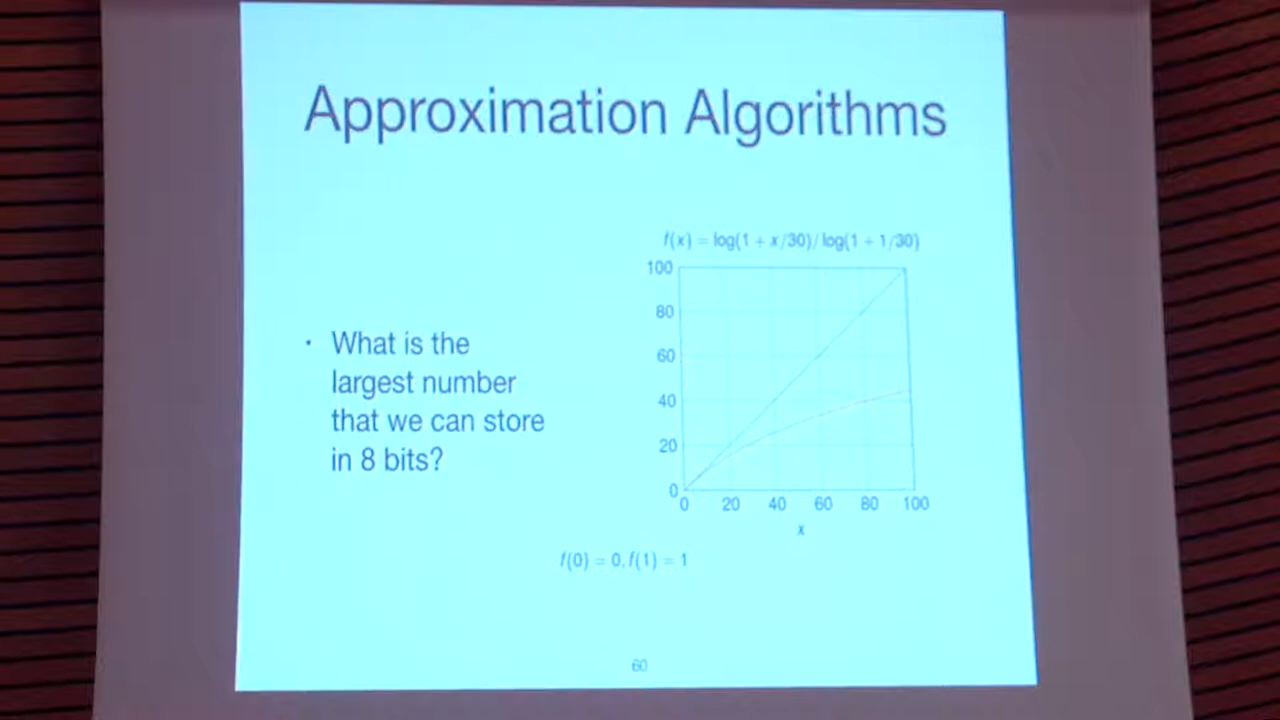 Approximation Algorithms
• What is the
largest number
that we can store
in 8 bits?
f(x) = log(1 + x/30)/ log(1 + 1/30)
100
80
60
40
20
0
0 20 40 60 80 100
x
f(0) = 0, f(1) = 1
60